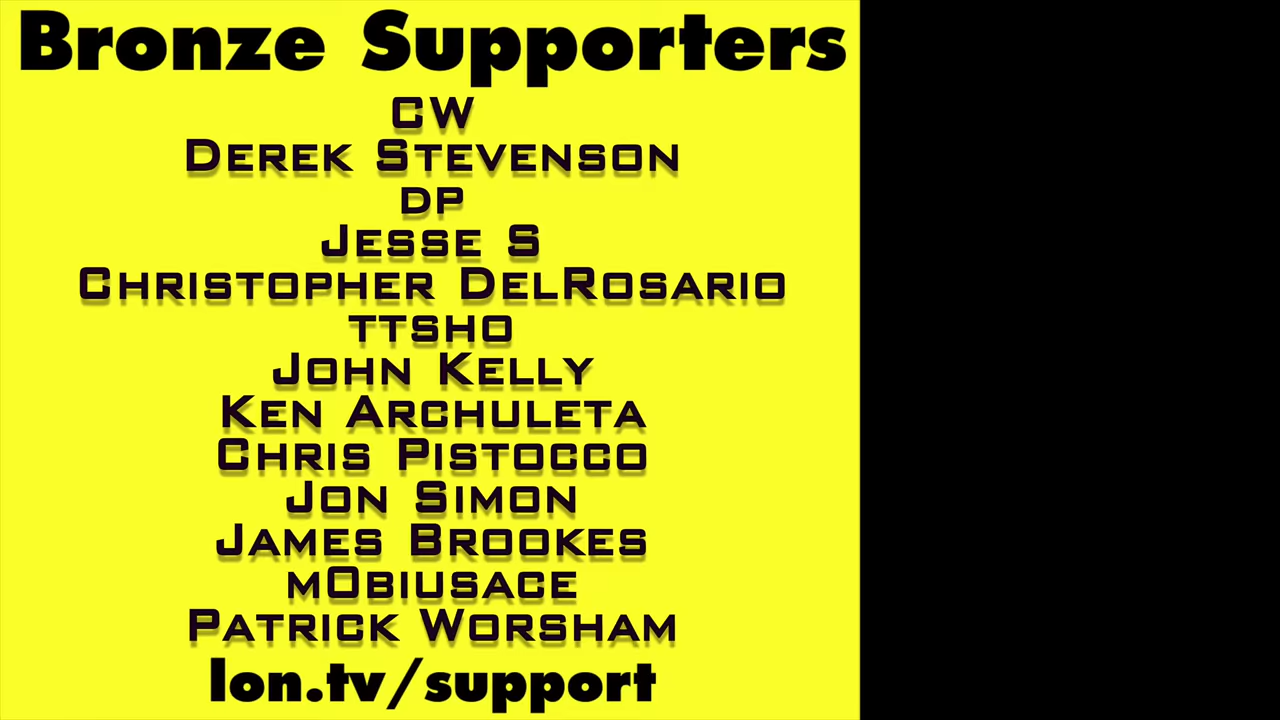 Bronze Supporters
CW
Derek Stevenson
DP
Jesse S
Christopher DelRosario
ttsho
John Kelly
Ken Archuleta
Chris Pistocco
Jon Simon
James Brookes
m0biusace
Patrick Worsham
lon.tv/support